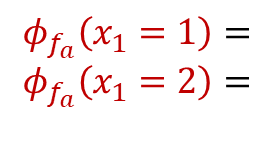 ϕ_{f_a}(x_1 = 1) =
ϕ_{f_a}(x_1 = 2) =